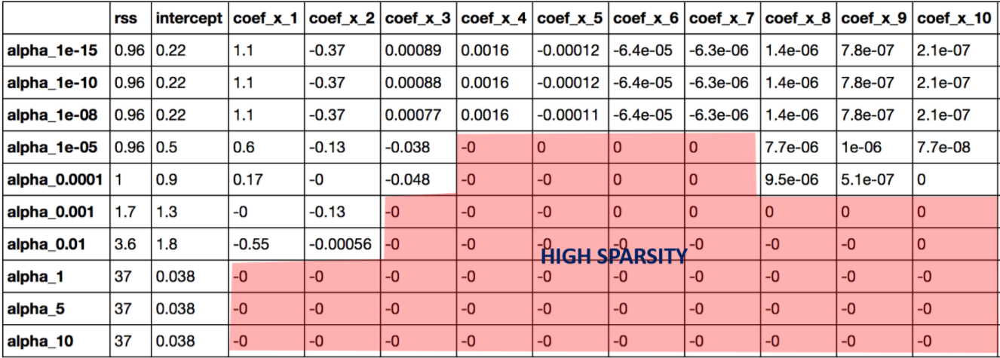 rss intercept coef_x_1 coef_x_2 coef_x_3 coef_x_4 coef_x_5 coef_x_6 coef_x_7 coef_x_8 coef_x_9 coef_x_10
alpha_1e-15 0.96 0.22 1.1 -0.37 0.00089 0.0016 -0.00012 -6.4e-05 -6.3e-06 1.4e-06 7.8e-07 2.1e-07
alpha_1e-10 0.96 0.22 1.1 -0.37 0.00088 0.0016 -0.00012 -6.4e-05 -6.3e-06 1.4e-06 7.8e-07 2.1e-07
alpha_1e-08 0.96 0.22 1.1 -0.37 0.00077 0.0016 -0.00011 -6.4e-05 -6.3e-06 1.4e-06 7.8e-07 2.1e-07
alpha_1e-05 0.96 0.5 0.6 -0.13 -0.038 -0 0 0 0 7.7e-06 1e-06 7.7e-08
alpha_0.0001 1 0.9 0.17 -0 -0.048 -0 -0 0 0 9.5e-06 5.1e-07 0
alpha_0.001 1.7 1.3 -0 -0.13 -0 -0 -0 0 0 0 0 0
alpha_0.01 3.6 1.8 -0.55 -0.00056 -0 -0 -0 -0 -0 -0 -0 0
HIGH SPARSITY
alpha_1 37 0.038 -0 -0 -0 -0 -0 -0 -0 -0 -0 -0
alpha_5 37 0.038 -0 -0 -0 -0 -0 -0 -0 -0 -0 -0
alpha_10 37 0.038 -0 -0 -0 -0 -0 -0 -0 -0 -0 -0